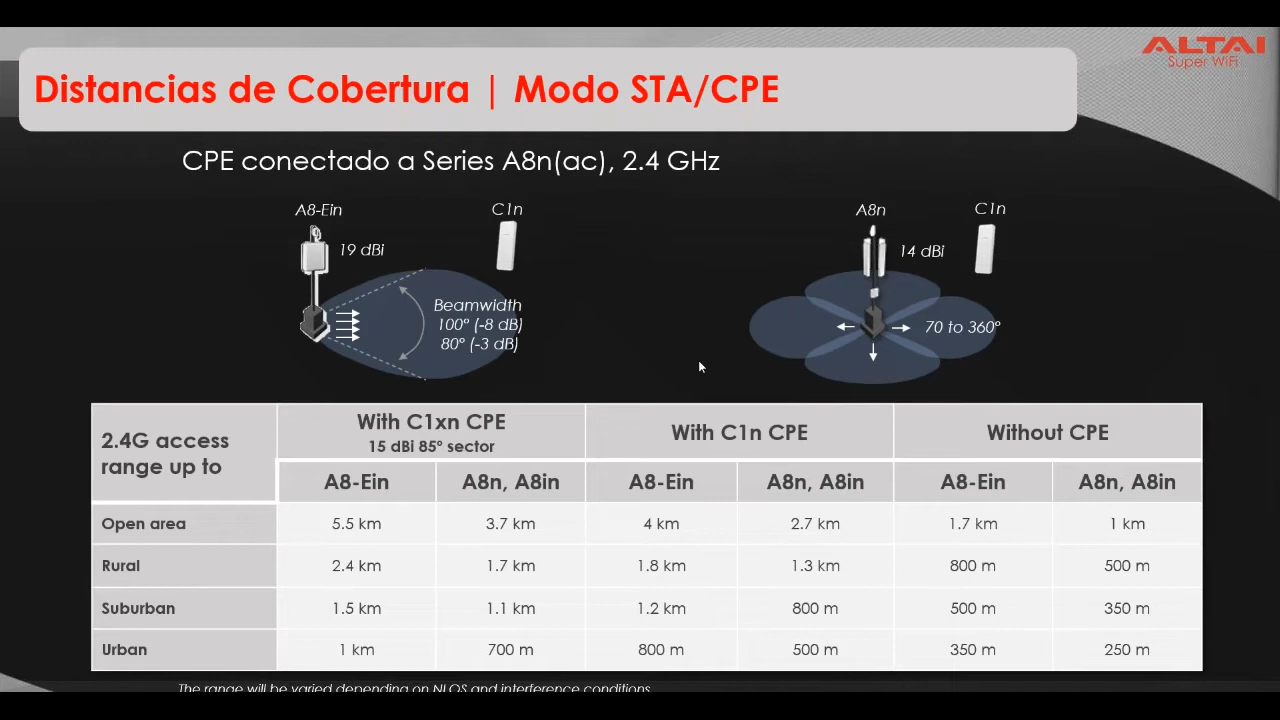 ALTAI
Super WiFi
Distancias de Cobertura | Modo STA/CPE
CPE conectado a Series A8n(ac), 2.4 GHz
A8-Ein
C1n
19 dBi
Beamwidth
100° (-8 dB)
80° (-3 dB)
A8n
C1n
14 dBi
70 to 360°
2.4G access range up to
With C1xn CPE
15 dBi 85° sector
With C1n CPE
Without CPE
A8-Ein A8n, A8in A8-Ein A8n, A8in A8-Ein A8n, A8in
Open area 5.5 km 3.7 km 4 km 2.7 km 1.7 km 1 km
Rural 2.4 km 1.7 km 1.8 km 1.3 km 800 m 500 m
Suburban 1.5 km 1.1 km 1.2 km 800 m 500 m 350 m
Urban 1 km 700 m 800 m 500 m 350 m 250 m
The range will be varied depending on NLOS and interference conditions